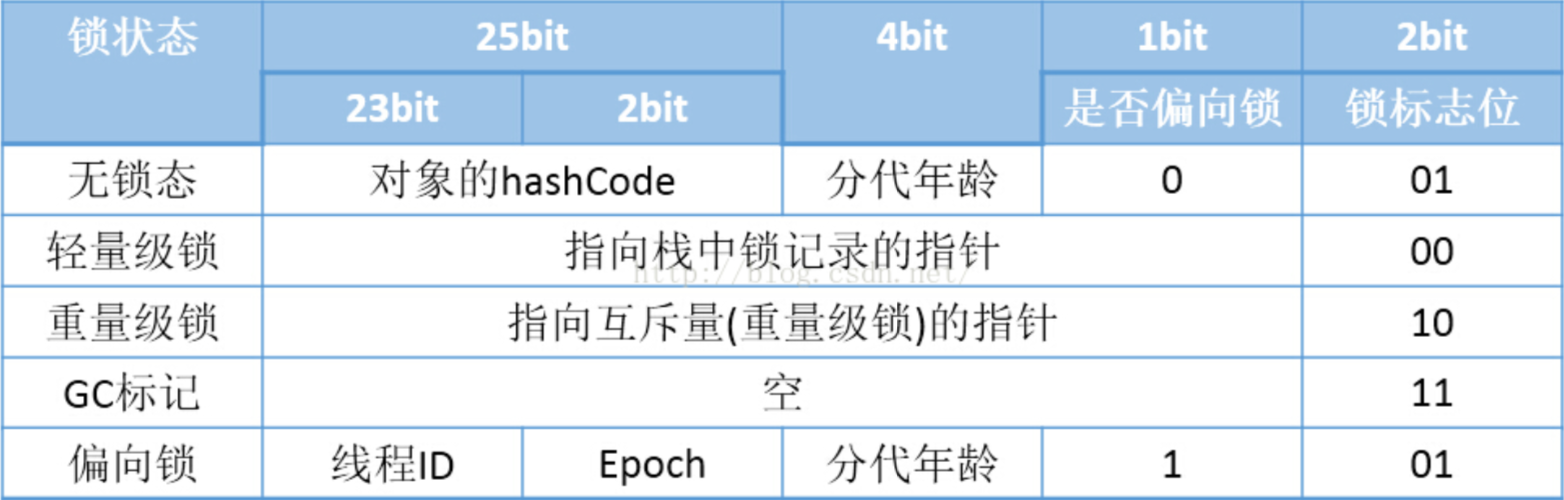 锁状态 25bit 4bit 1bit 2bit
23bit 2bit 是否偏向锁 锁标志位
无锁态 对象的hashCode 分代年龄 0 01
轻量级锁 指向栈中锁记录的指针 00
http://blog.csdn.net/
重量级锁 指向互斥量(重量级锁)的指针 10
GC标记 空 11
偏向锁 线程ID Epoch 分代年龄 1 01